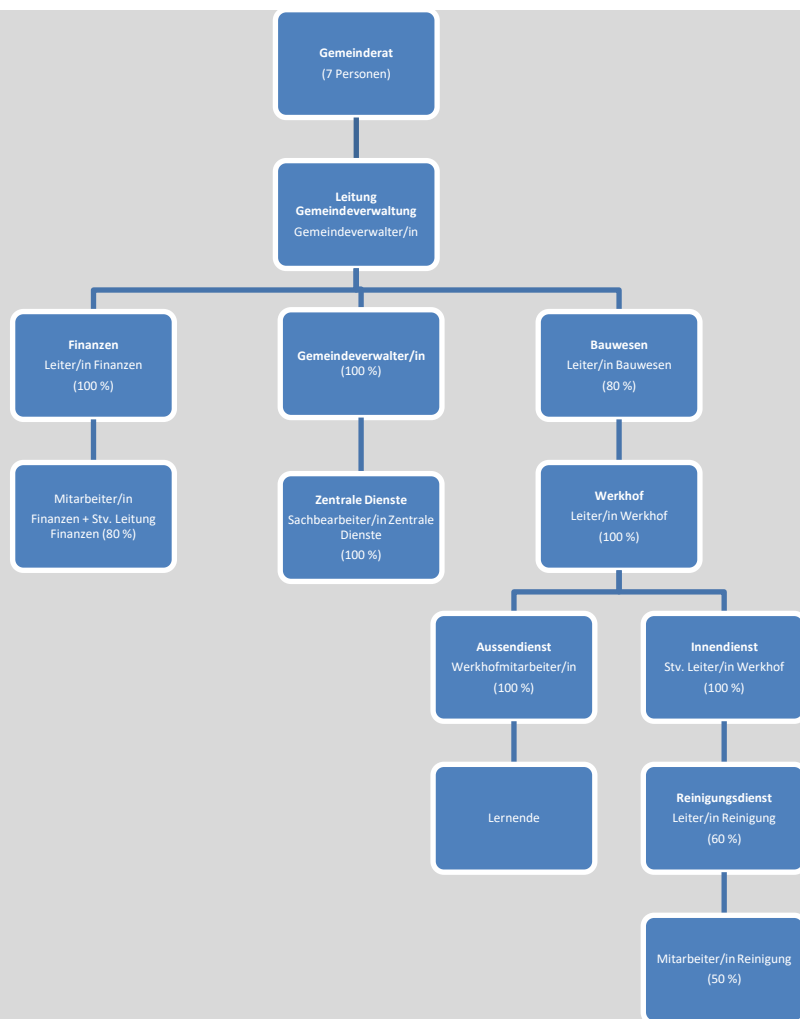 Gemeinderat
(7 Personen)
Leitung
Gemeindeverwaltung
Gemeindeverwalter/in
Finanzen
Leiter/in Finanzen
(100 %)
Gemeindeverwalter/in
(100 %)
Bauwesen
Leiter/in Bauwesen
(80 %)
Mitarbeiter/in
Finanzen + Stv. Leitung
Finanzen (80 %)
Zentrale Dienste
Sachbearbeiter/in Zentrale
Dienste
(100 %)
Werkhof
Leiter/in Werkhof
(100 %)
Aussendienst
Werkhofmitarbeiter/in
(100 %)
Innendienst
Stv. Leiter/in Werkhof
(100 %)
Lernende
Reinigungsdienst
Leiter/in Reinigung
(60 %)
Mitarbeiter/in Reinigung
(50 %)